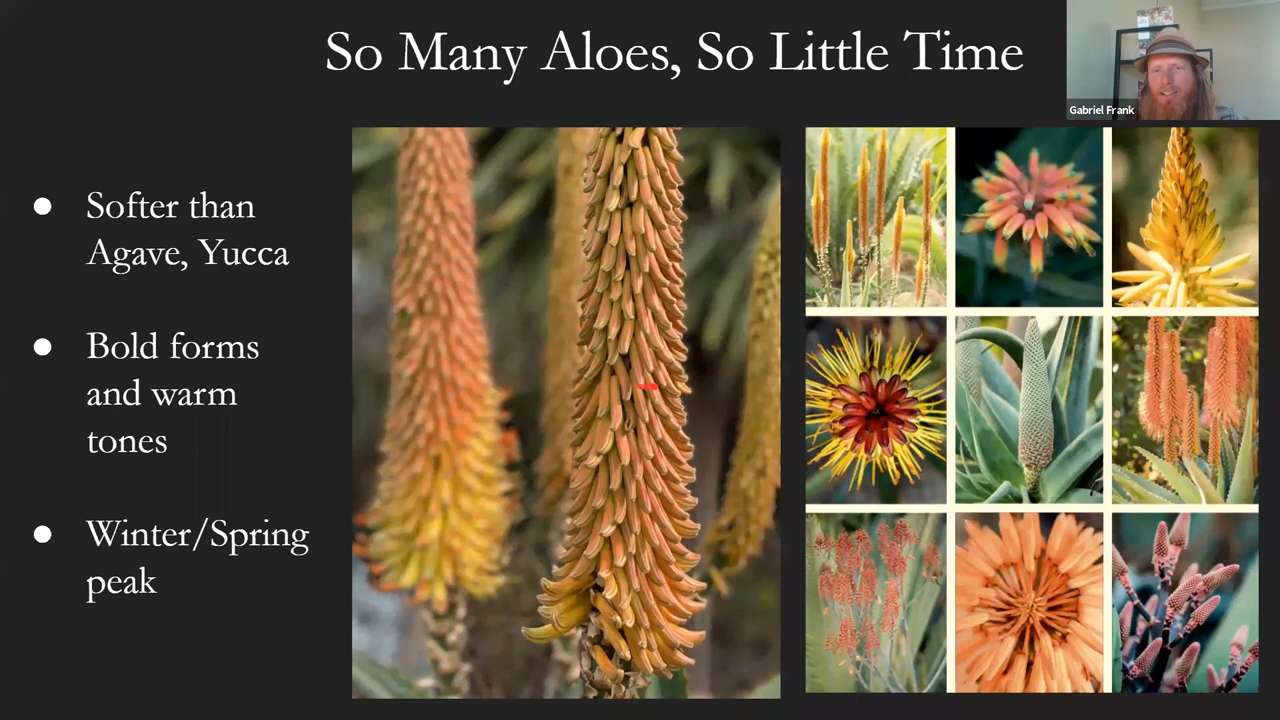 So Many Aloes, So Little Time
Gabriel Frank
● Softer than
Agave, Yucca
● Bold forms
and warm
tones
● Winter/Spring
peak